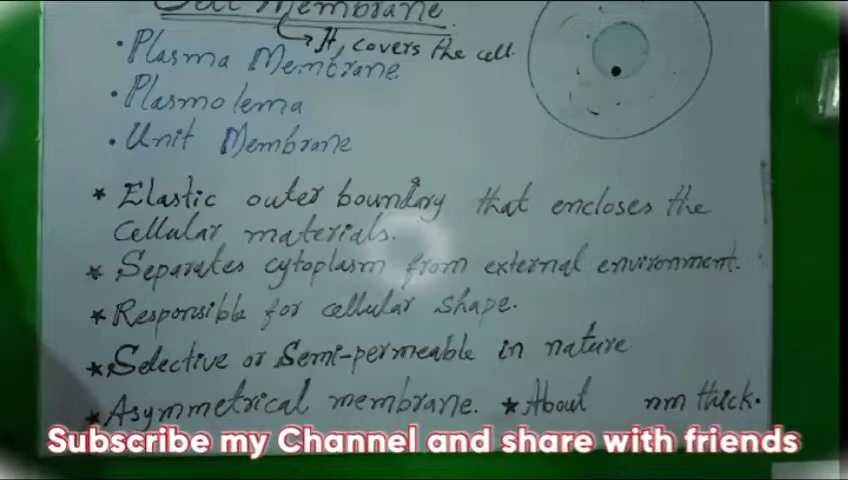 Cell Membrane
It, covers the cell.
• Plasma Membrane
• Plasmolema
• Unit Membrane
* Elastic outer boundary that encloses the
cellular materials.
* Separates cytoplasm from external environment.
* Responsible for cellular shape.
* Selective or Semi-permeable in nature
* Asymmetrical membrane. * About nm thick.
Subscribe my Channel and share with friends